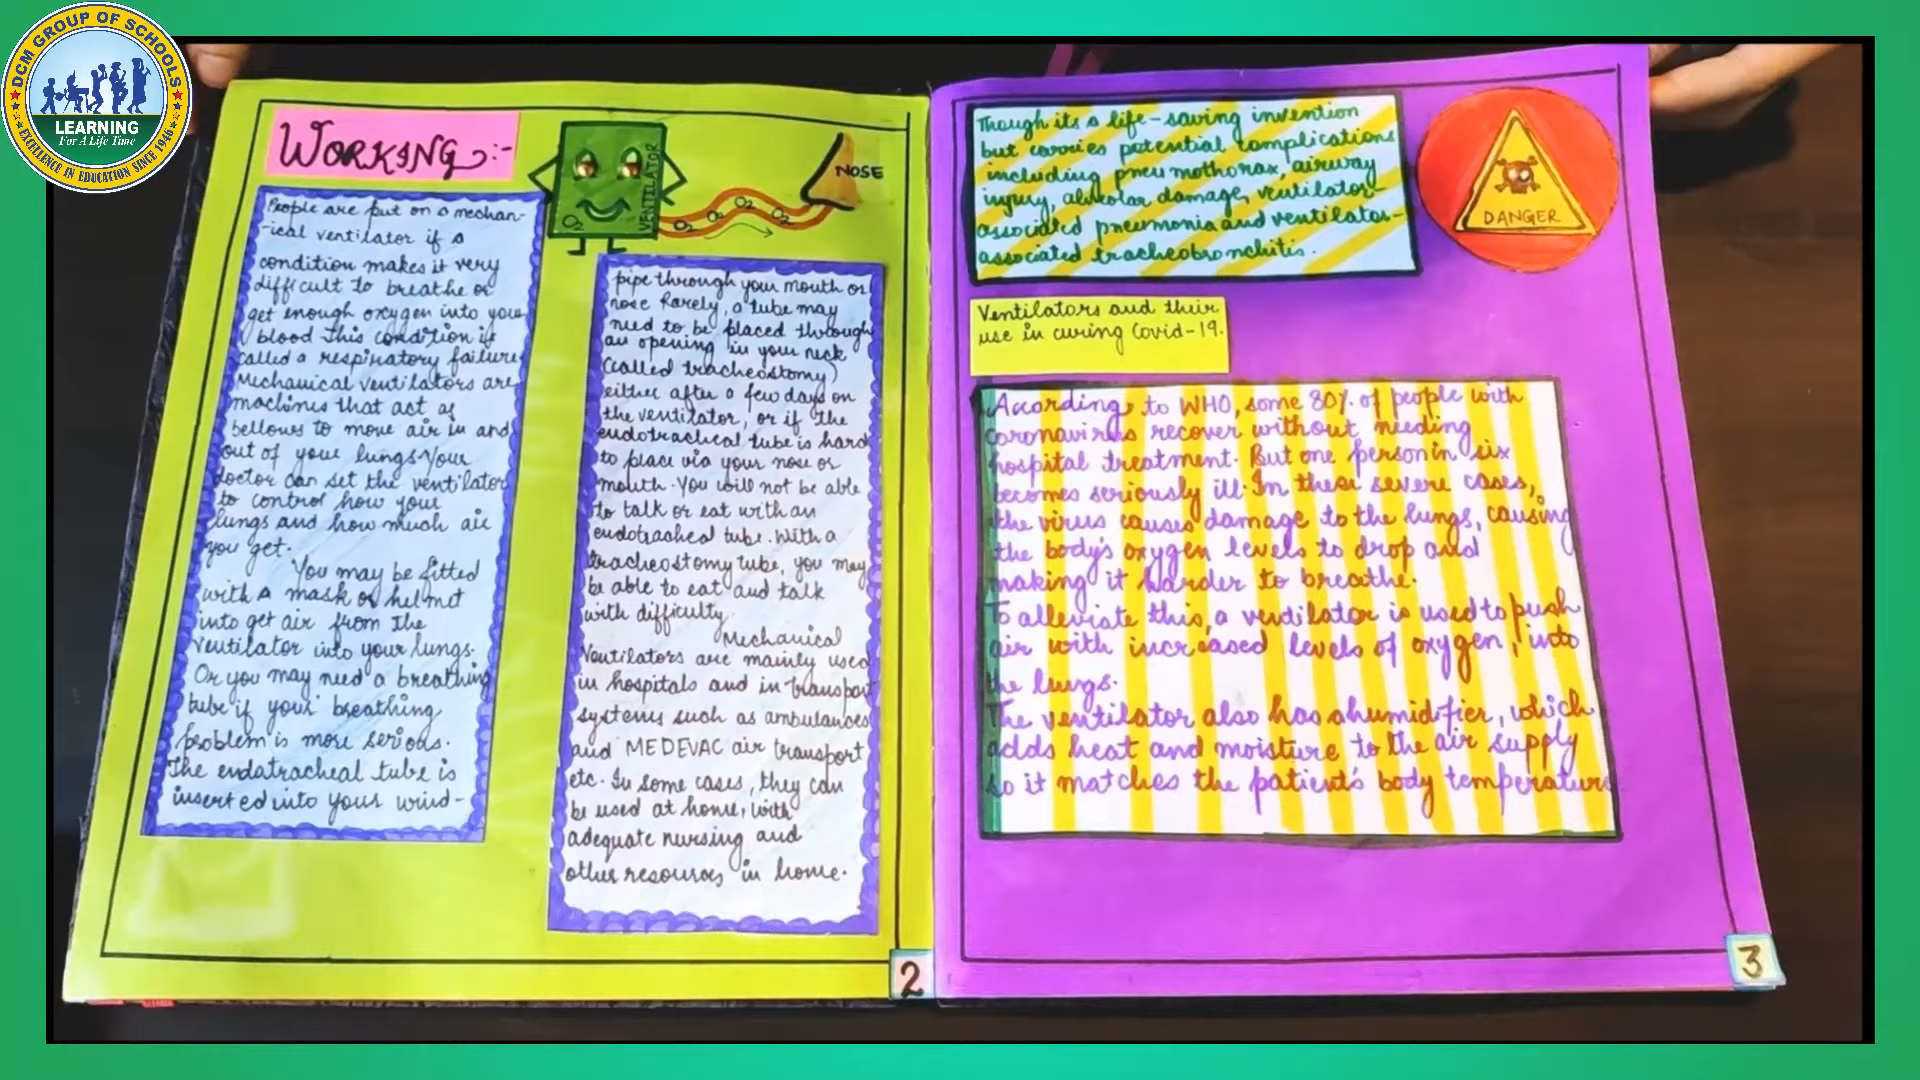 DCM GROUP OF SCHOOLS
LEARNING
For A Life Time
EXCELLENCE IN EDUCATION SINCE 1946
WORKING:-
People are put on a mechan-
-ical ventilator if a
condition makes it very
difficult to breathe or
get enough oxygen into your
blood This condition is
called a respiratory failure
Mechanical ventilators are
machines that act as
bellows to move air in and
out of your lungs. Your
doctor can set the ventilator
to control how your
lungs and how much air
you get.
You may be fitted
with a mask or helmet
into get air from the
ventilator into your lungs.
Or you may need a breathing
tube if your breathing
problem is more serious.
The endatracheal tube is
inserted into your wind-
VENTILATOR
O2
O2
O2
O2
O2
NOSE
pipe through your mouth or
nose Rarely, a tube may
need to be placed through
an opening in your neck
(called tracheostomy)
either after a few days on
the ventilator, or if the
endotracheal tube is hard
to place via your nose or
mouth. You will not be able
to talk or eat with an
endotracheal tube. With a
tracheostomy tube, you may
be able to eat and talk
with difficulty.
Mechanical
Ventilators are mainly used
in hospitals and in transport
systems such as ambulances
and MEDEVAC air transport
etc. In some cases, they can
be used at home, with
adequate nursing and
other resources in home.
2
Though its a life-saving invention
but carries potential complications
including pneumothorax, airway
injury, alveolar damage, ventilator-
associated pneumonia and ventilator-
associated tracheobronchitis.
DANGER
Ventilators and their
use in curing Covid-19.
According to WHO, some 80% of people with
coronavirus recover without needing
hospital treatment. But one person in six
becomes seriously ill. In these severe cases,
the virus causes damage to the lungs, causing
the body's oxygen levels to drop and
making it harder to breathe.
To alleviate this, a ventilator is used to push
air with increased levels of oxygen, into
the lungs.
The ventilator also has a humidifier, which
adds heat and moisture to the air supply
so it matches the patient's body temperature
3